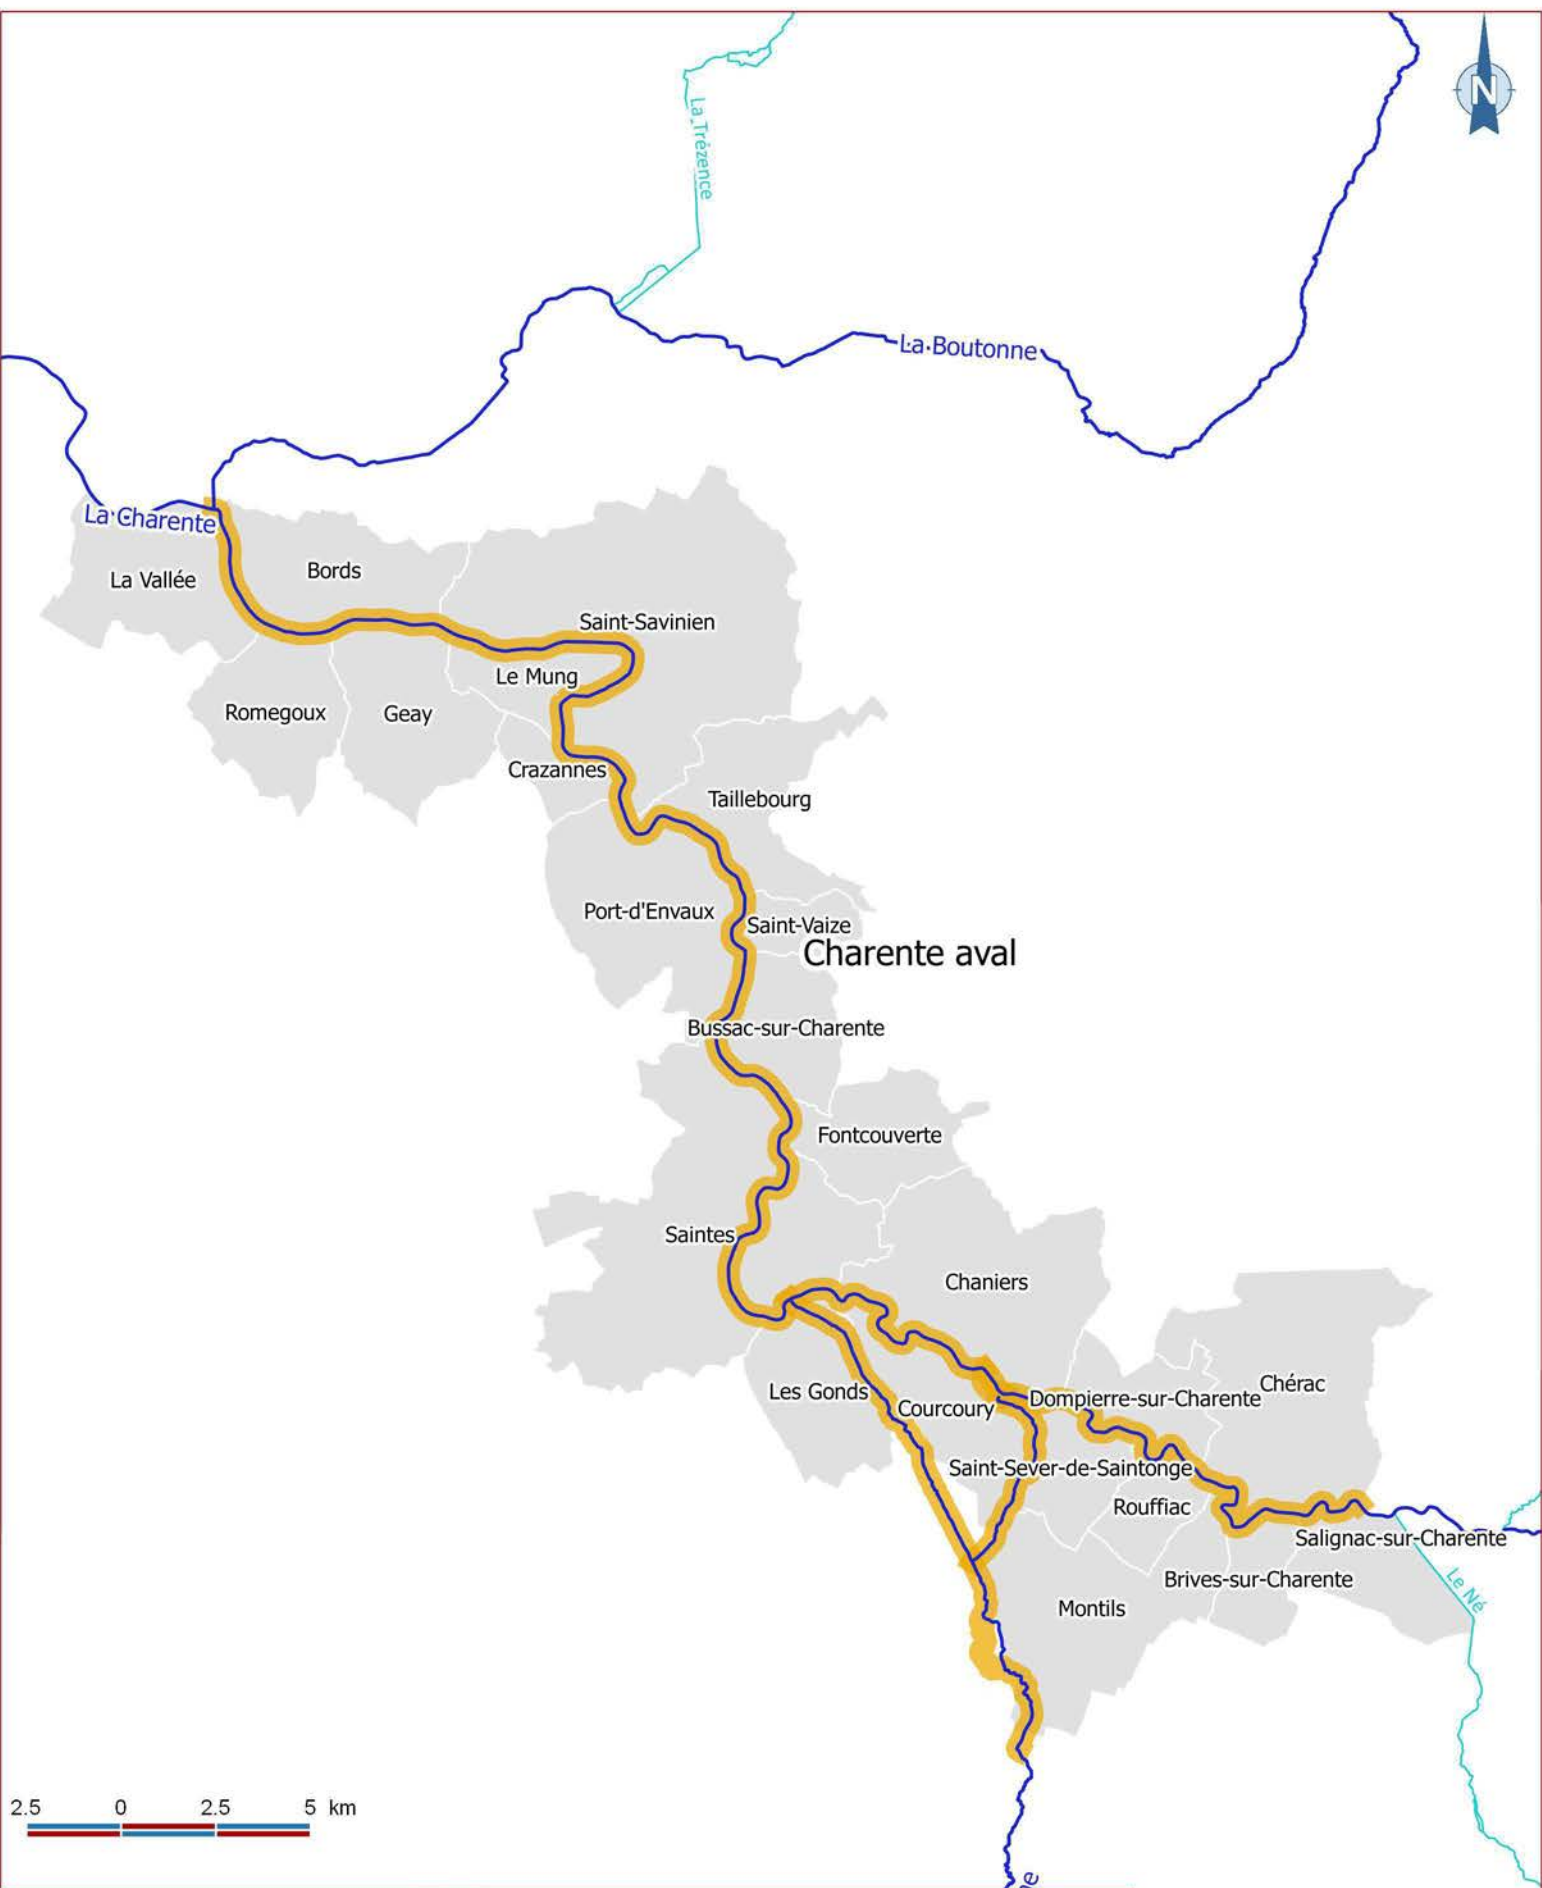 N
La Trézence
La Boutonne
La Charente
Bords
La Vallée
Saint-Savinien
Le Mung
Romegoux
Geay
Crazannes
Taillebourg
Port-d'Envaux
Saint-Vaize
Charente aval
Bussac-sur-Charente
Fontcouverte
Saintes
Chaniers
Chérac
Les Gonds
Dompierre-sur-Charente
Courcoury
Saint-Sever-de-Saintonge
Rouffiac
Salignac-sur-Charente
Brives-sur-Charente
Le Né
Montils
2.5 0 2.5 5 km